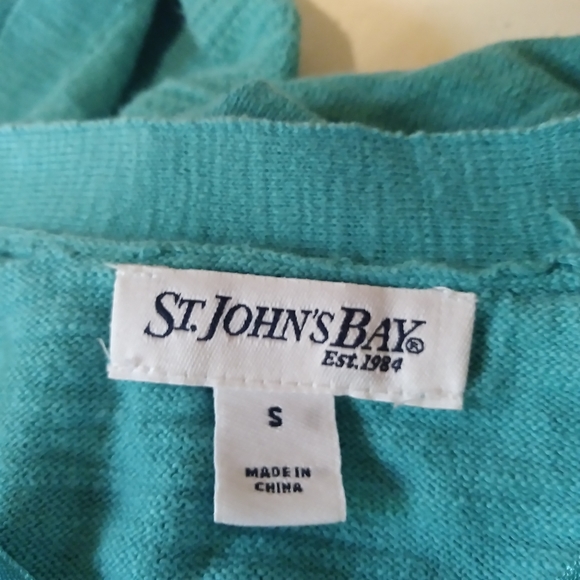 ST. JOHN'S BAY®
EST. 1984
S
MADE IN
CHINA